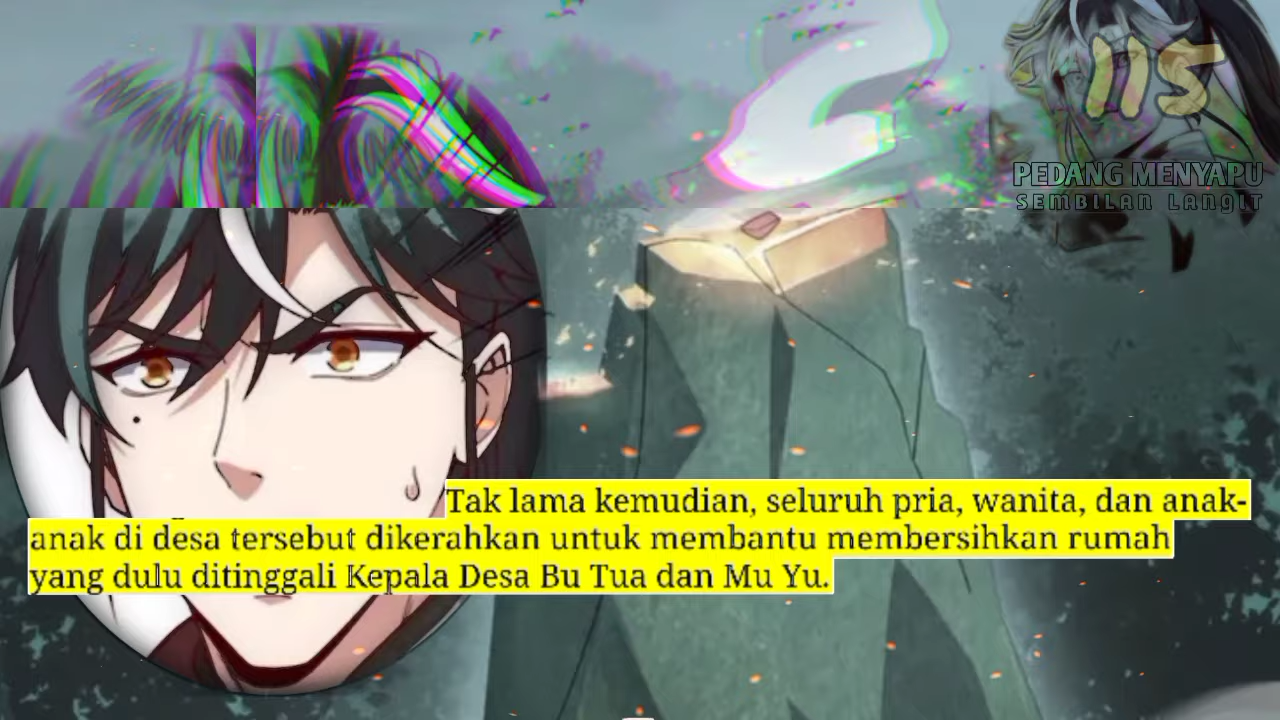 115
PEDANG MENYAPU
SEMBILAN LANGIT
Tak lama kemudian, seluruh pria, wanita, dan anak-
anak di desa tersebut dikerahkan untuk membantu membersihkan rumah
yang dulu ditinggali Kepala Desa Bu Tua dan Mu Yu.